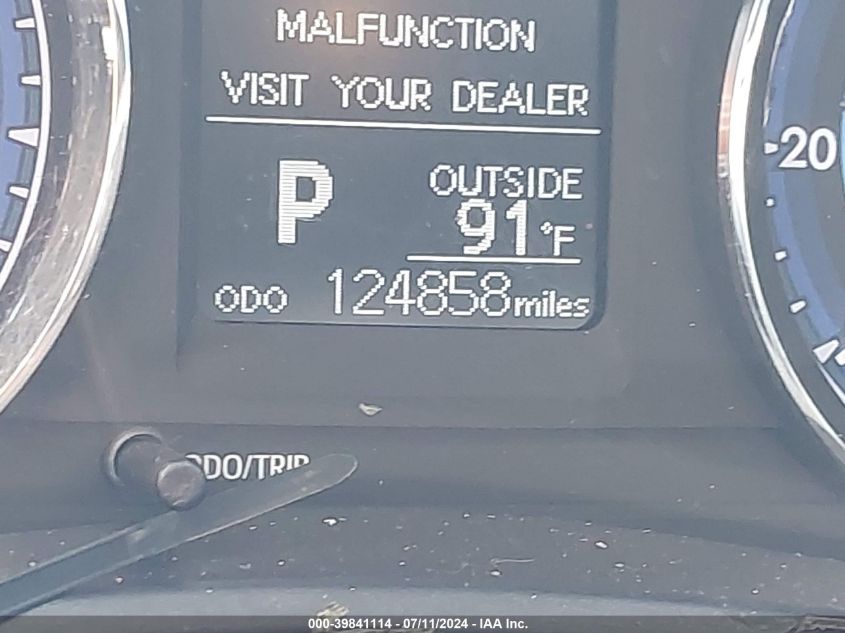 MALFUNCTION
VISIT YOUR DEALER
P
OUTSIDE
91°F
ODO 124858 miles
20
ODO/TRIP
000-39841114 - 07/11/2024 - IAA Inc.